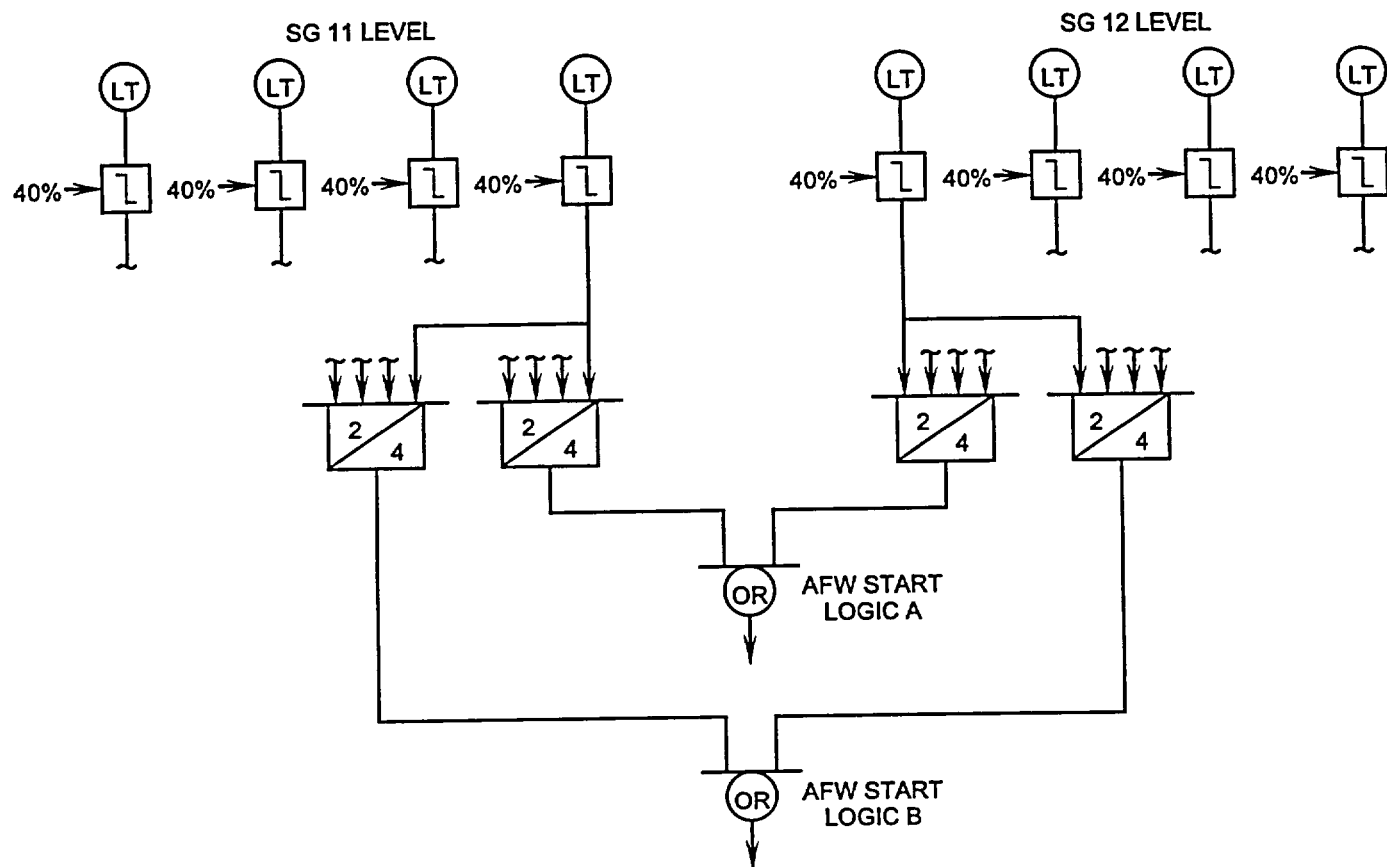 SG 11 LEVEL
SG 12 LEVEL
LT LT LT LT LT LT LT LT
40% 40% 40% 40% 40% 40% 40% 40%
2 2 2 2
4 4 4 4
OR
AFW START
LOGIC A
OR
AFW START
LOGIC B